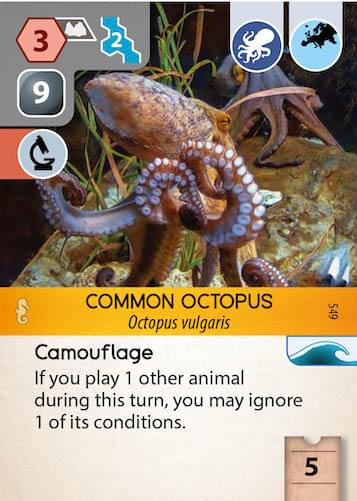 3
2
9
COMMON OCTOPUS
Octopus vulgaris
549
Camouflage
If you play 1 other animal
during this turn, you may ignore
1 of its conditions.
5